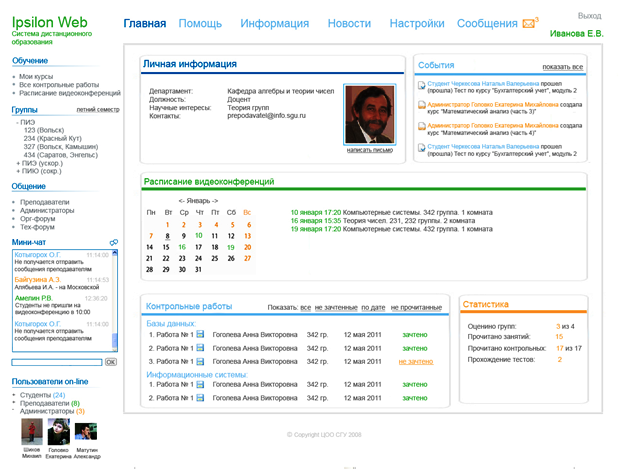 Ipsilon Web
Система дистанционного
образования
Главная Помощь Информация Новости Настройки Сообщения 3
Выход
Иванова Е.В.
Обучение
Мои курсы
Все контрольные работы
Расписание видеоконференций
Группы летний семестр
- ПИЭ
123 (Вольск)
234 (Красный Кут)
327 (Вольск, Камышин)
434 (Саратов, Энгельс)
+ ПИЭ (ускор.)
+ ПИЮ (сокр.)
Общение
Преподаватели
Администраторы
Орг-форум
Тех-форум
Мини-чат
Котырогох О.Г. 11:14:00
Не получается отправить
сообщения преподавателям
Байгузина А.З. 11:14:53
Алябьева И.А. - на Московской
Амелин Р.В. 12:36:20
Студенты не пришли на
видеоконференцию в 10:00
Котырогох О.Г. 11:14:00
Не получается отправить
сообщения преподавателям
OK
Пользователи on-line
Студенты (24)
Преподаватели (8)
Администраторы (3)
Шихов Михаил
Головко Екатерина
Матутин Александр
Личная информация
Департамент: Кафедра алгебры и теории чисел
Должность: Доцент
Научные интересы: Теория групп
Контакты: prepodavatel@info.sgu.ru
написать письмо
События показать все
Студент Черкесова Наталья Валерьевна прошел
(прошла) Тест по курсу "Бухгалтерский учет", модуль 2
Администратор Головко Екатерина Михайловна создала
курс "Математический анализ (часть 3)"
Администратор Головко Екатерина Михайловна создала
курс "Математический анализ (часть 4)"
Студент Черкесова Наталья Валерьевна прошел
(прошла) Тест по курсу "Бухгалтерский учет", модуль 2
Расписание видеоконференций
<- Январь ->
Пн Вт Ср Чт Пт Сб Вс
1 2 3 4 5 6
7 8 9 10 11 12 13
14 15 16 17 18 19 20
21 22 23 24 25 26 27
28 29 30 31
10 января 17:20 Компьютерные системы. 342 группа. 1 комната
16 января 15:35 Теория чисел. 231, 232 группы. 2 комната
19 января 17:20 Компьютерные системы. 432 группа. 1 комната
Контрольные работы Показать: все не зачтенные по дате не прочитанные
Базы данных:
1. Работа № 1 Гоголева Анна Викторовна 342 гр. 12 мая 2011 зачтено
2. Работа № 1 Гоголева Анна Викторовна 342 гр. 12 мая 2011 зачтено
3. Работа № 1 Гоголева Анна Викторовна 342 гр. 12 мая 2011 не зачтено
Информационные системы:
1. Работа № 1 Гоголева Анна Викторовна 342 гр. 12 мая 2011 зачтено
2. Работа № 1 Гоголева Анна Викторовна 342 гр. 12 мая 2011 зачтено
Статистика
Оценино групп: 3 из 4
Прочитано занятий: 15
Прочитано контрольных: 17 из 17
Прохождение тестов: 2
© Copyright ЦОО СГУ 2008